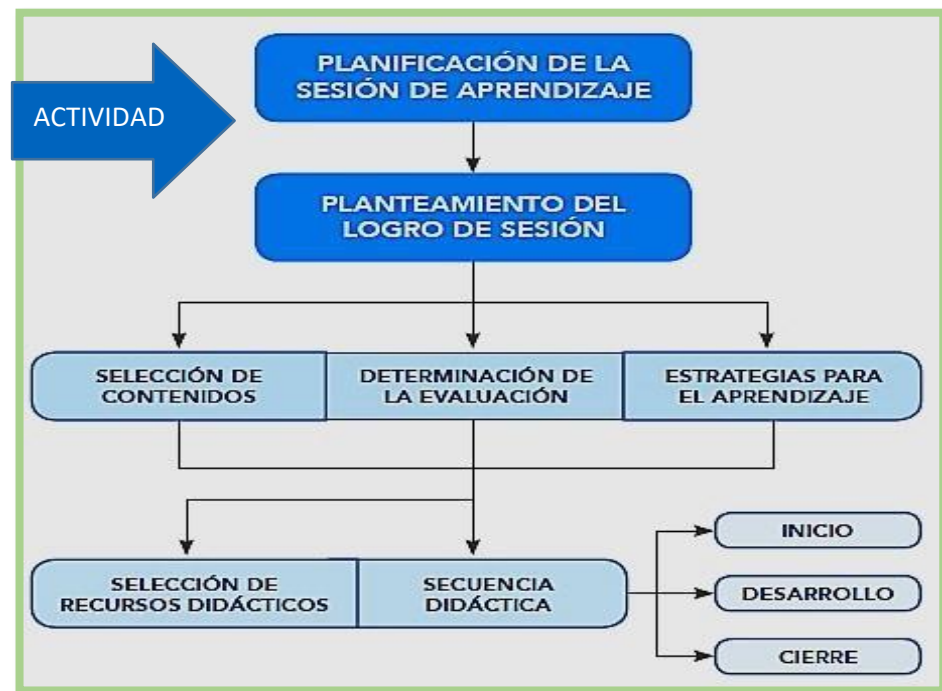 PLANIFICACIÓN DE LA
SESIÓN DE APRENDIZAJE
ACTIVIDAD
PLANTEAMIENTO DEL
LOGRO DE SESIÓN
SELECCIÓN DE
CONTENIDOS
DETERMINACIÓN DE
LA EVALUACIÓN
ESTRATEGIAS PARA
EL APRENDIZAJE
SELECCIÓN DE
RECURSOS DIDÁCTICOS
SECUENCIA
DIDÁCTICA
INICIO
DESARROLLO
CIERRE